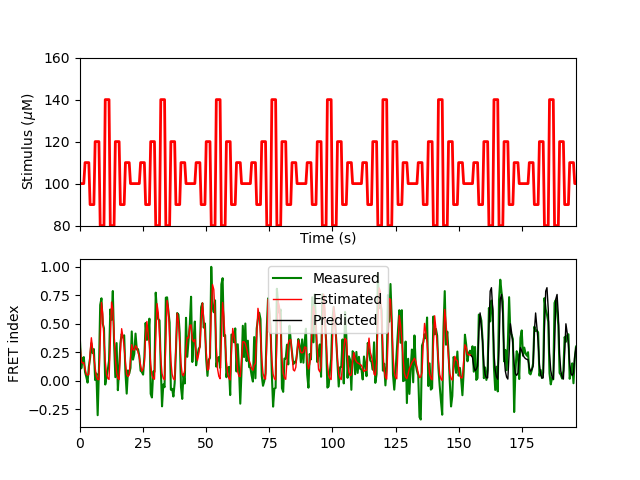 160
140
120
100
80
Stimulus (μM)
Time (s)
1.00
0.75
0.50
0.25
0.00
−0.25
FRET index
Measured
Estimated
Predicted
0 25 50 75 100 125 150 175